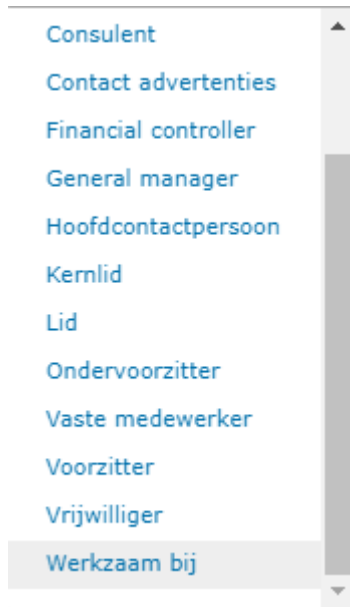 Consulent
Contact advertenties
Financial controller
General manager
Hoofdcontactpersoon
Kernlid
Lid
Ondervoorzitter
Vaste medewerker
Voorzitter
Vrijwilliger
Werkzaam bij